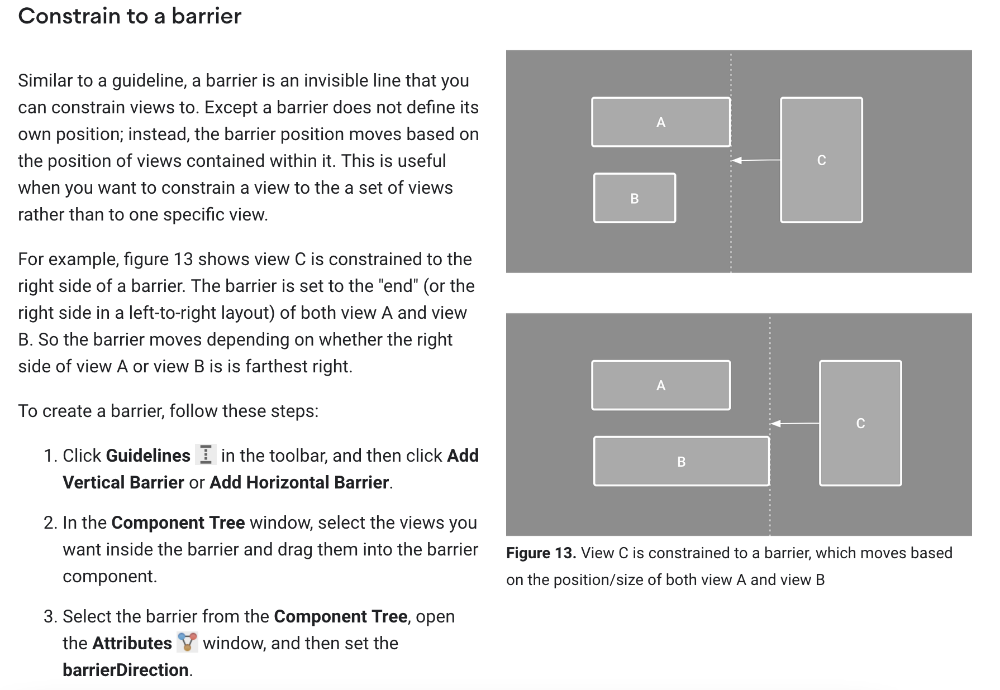 Constrain to a barrier
Similar to a guideline, a barrier is an invisible line that you
can constrain views to. Except a barrier does not define its
own position; instead, the barrier position moves based on
the position of views contained within it. This is useful
when you want to constrain a view to the a set of views
rather than to one specific view.
For example, figure 13 shows view C is constrained to the
right side of a barrier. The barrier is set to the "end" (or the
right side in a left-to-right layout) of both view A and view
B. So the barrier moves depending on whether the right
side of view A or view B is is farthest right.
To create a barrier, follow these steps:
1. Click Guidelines in the toolbar, and then click Add
Vertical Barrier or Add Horizontal Barrier.
2. In the Component Tree window, select the views you
want inside the barrier and drag them into the barrier
component.
3. Select the barrier from the Component Tree, open
the Attributes window, and then set the
barrierDirection.
A
B
C
A
B
C
Figure 13. View C is constrained to a barrier, which moves based
on the position/size of both view A and view B